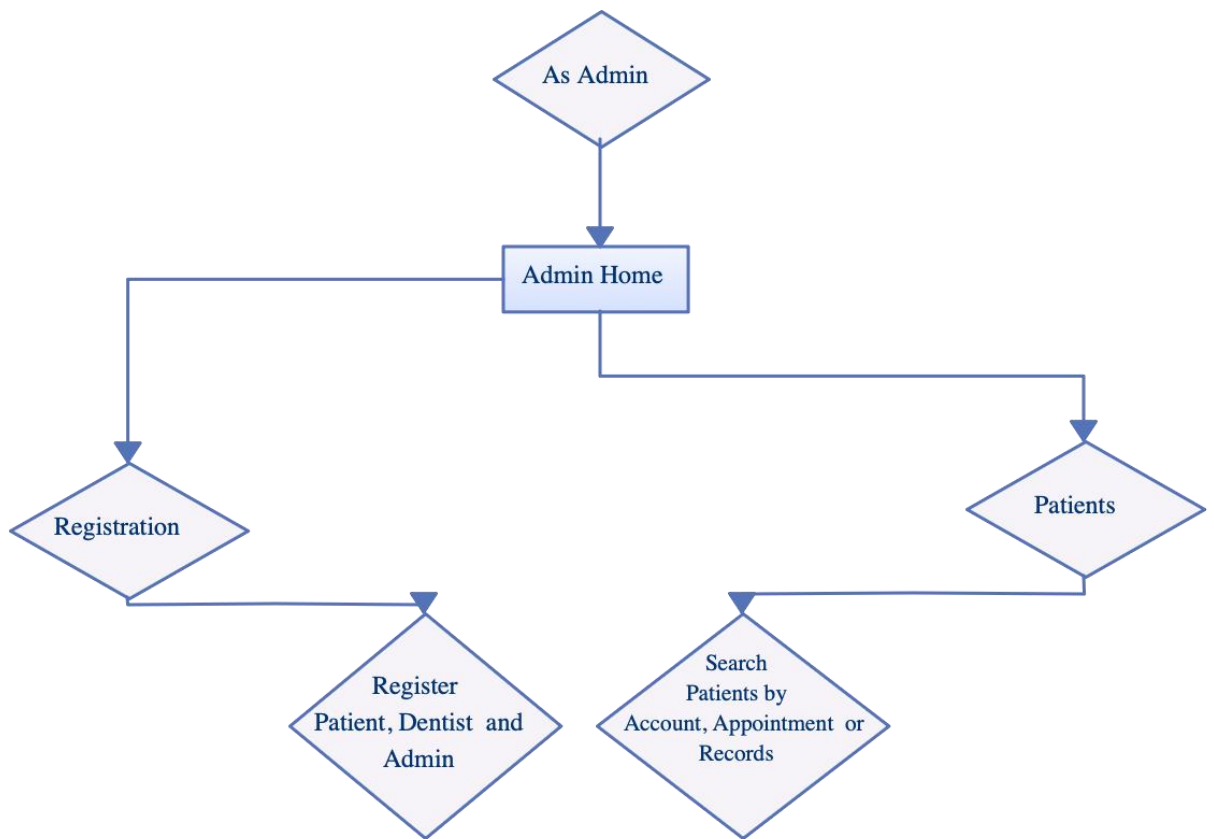 As Admin
Admin Home
Registration
Patients
Register
Patient, Dentist and
Admin
Search
Patients by
Account, Appointment or
Records